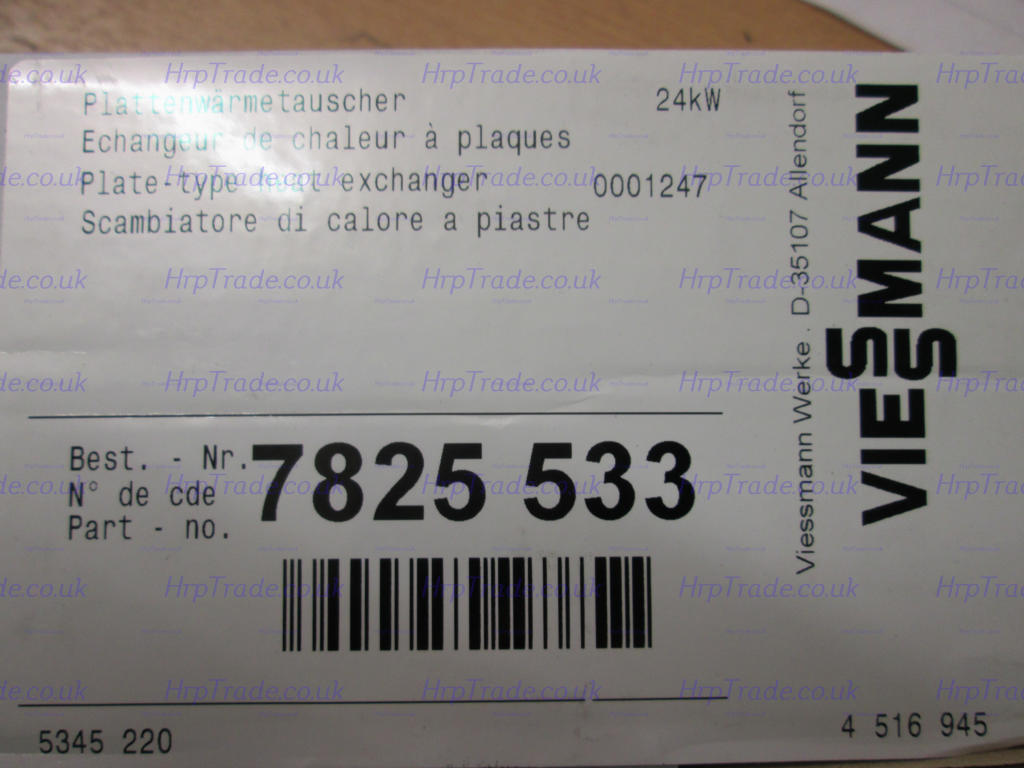 Plattenwärmetauscher 24kW
Echangeur de chaleur à plaques
Plate-type heat exchanger 0001247
Scambiatore di calore a piastre
Best. - Nr.
N° de cde
Part - no.
7825 533
5345 220
4 516 945
Viessmann Werke . D-35107 Allendorf
VIESSMANN
HrpTrade.co.uk